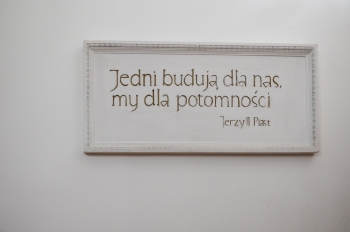 Jedni budują dla nas,
my dla potomności
Jerzy II Piast